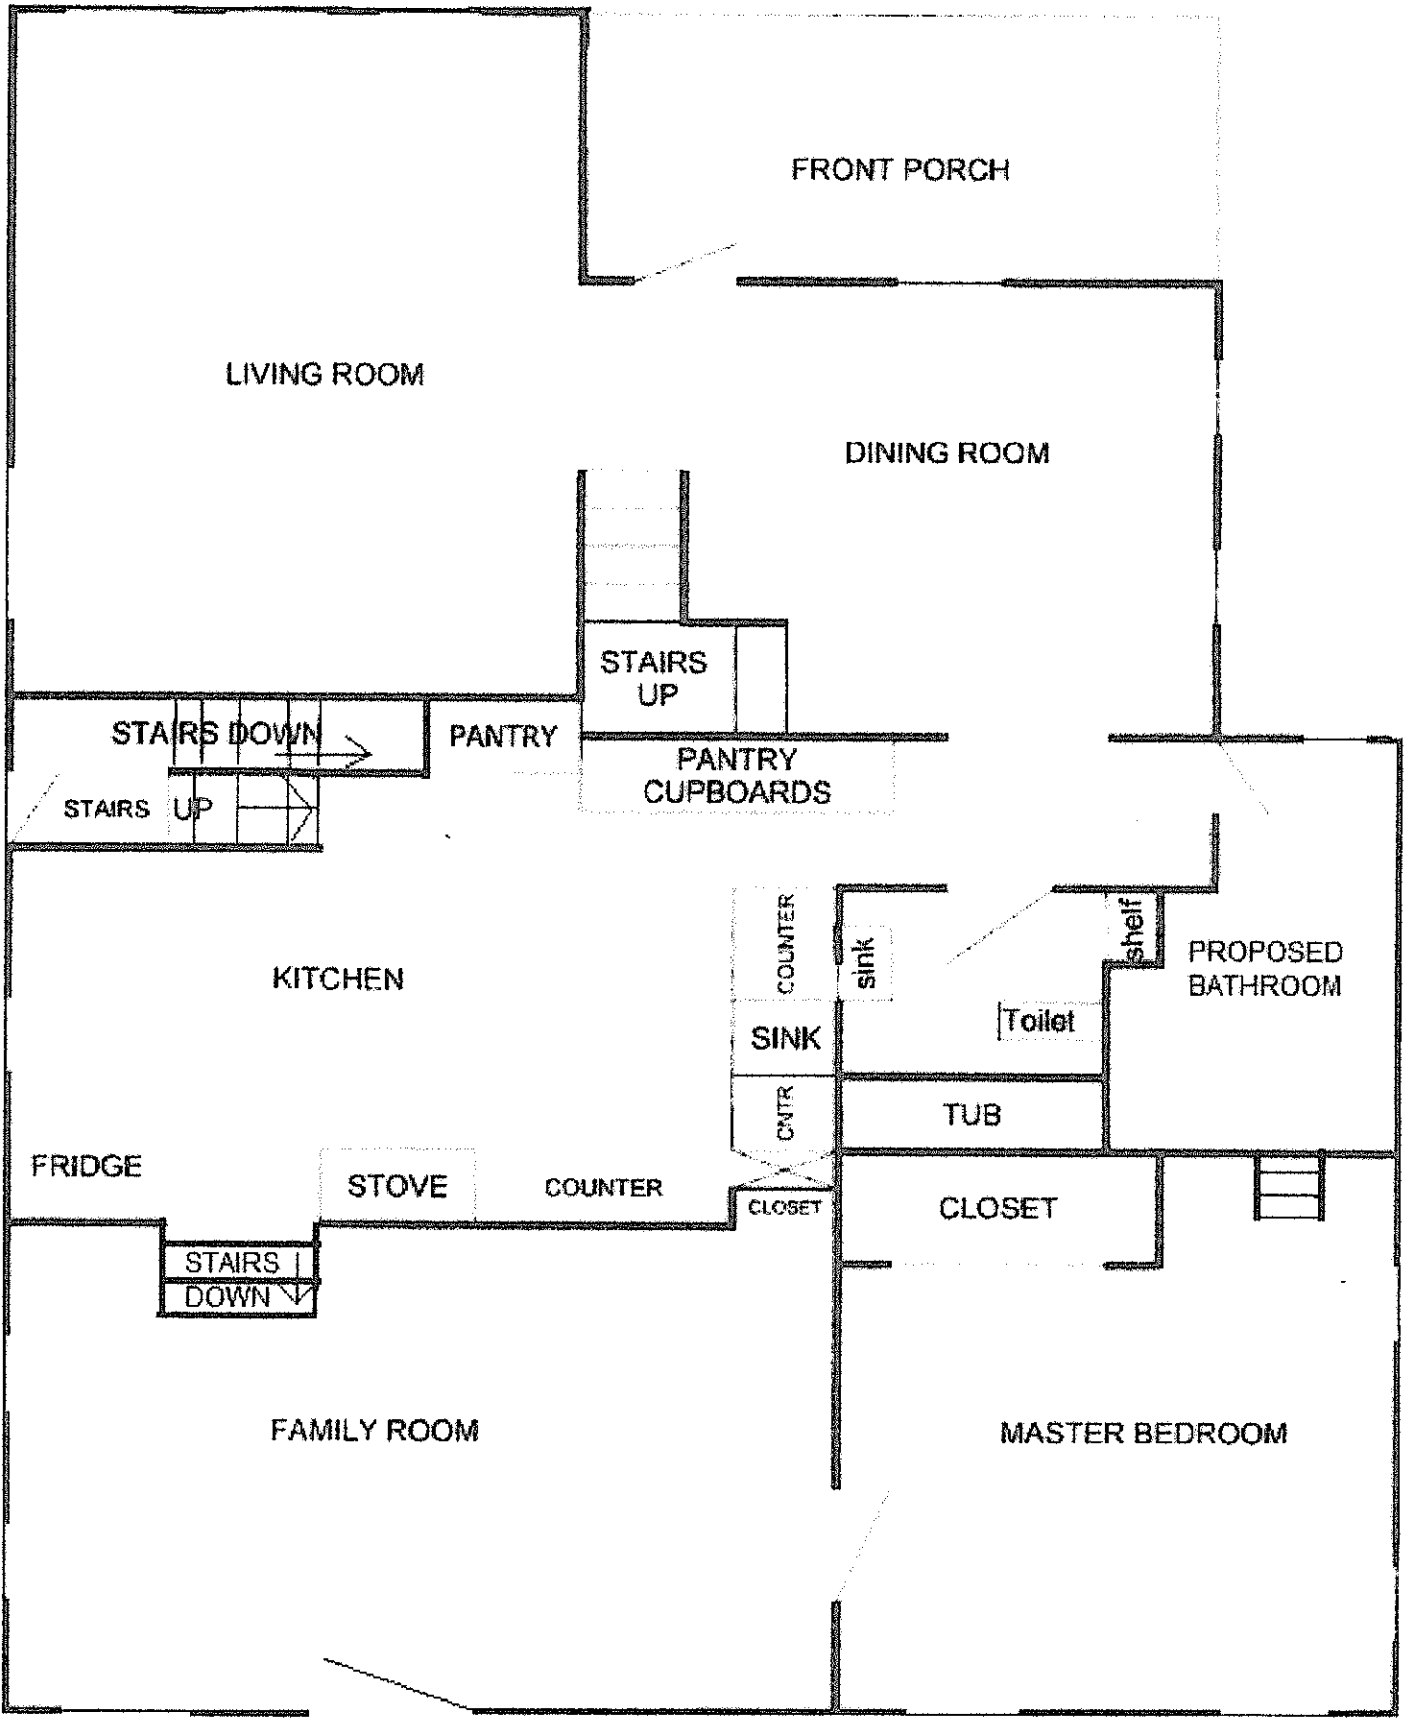 FRONT PORCH
LIVING ROOM
DINING ROOM
STAIRS
UP
STAIRS DOWN
PANTRY
PANTRY
CUPBOARDS
STAIRS UP
COUNTER
sink
shelf
KITCHEN
PROPOSED
BATHROOM
SINK
Toilet
CNTR
TUB
FRIDGE
STOVE
COUNTER
CLOSET
CLOSET
STAIRS
DOWN
FAMILY ROOM
MASTER BEDROOM